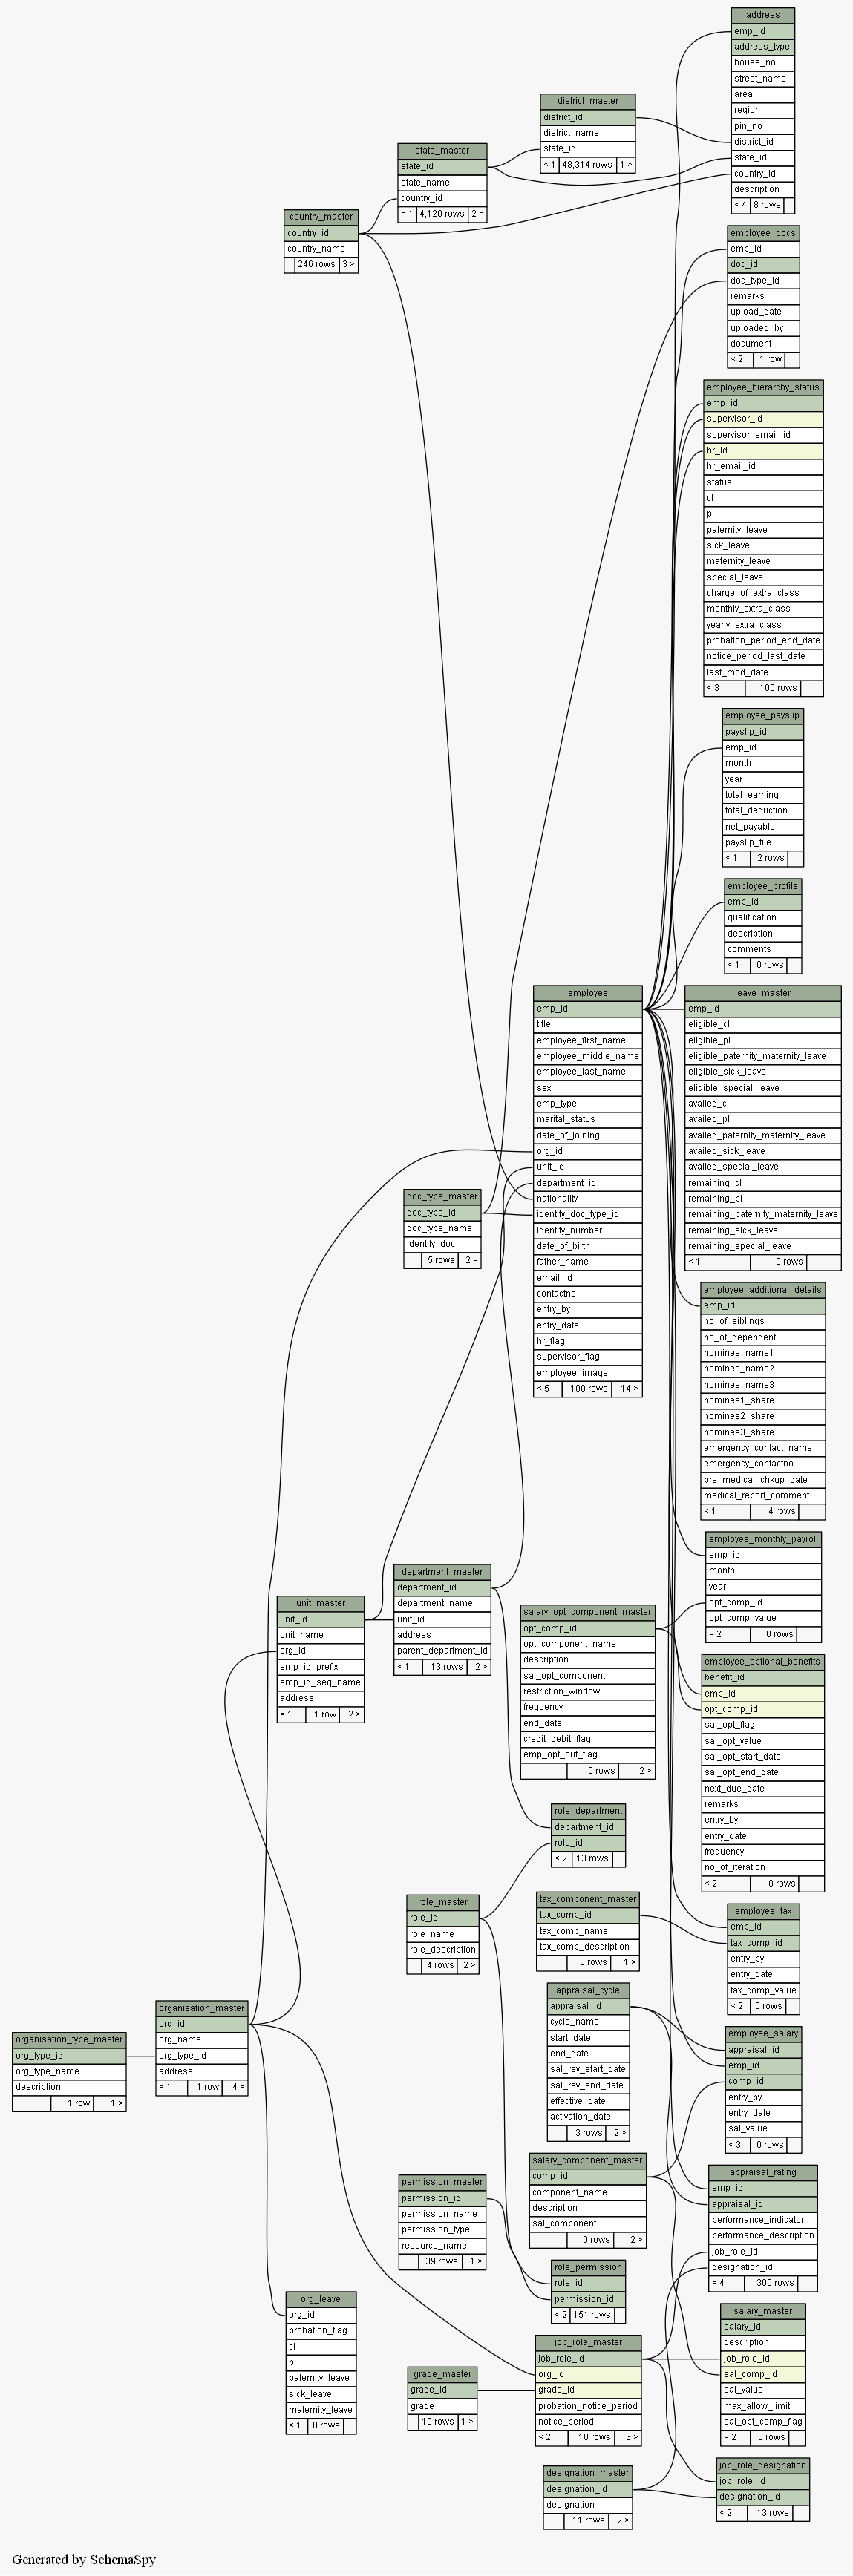 address
emp_id
address_type
house_no
street_name
area
region
pin_no
district_id
state_id
country_id
description
< 4 8 rows
district_master
district_id
district_name
state_id
< 1 48,314 rows 1 >
state_master
state_id
state_name
country_id
< 1 4,120 rows 2 >
country_master
country_id
country_name
246 rows 3 >
employee_docs
emp_id
doc_id
doc_type_id
remarks
upload_date
uploaded_by
document
< 2 1 row
employee_hierarchy_status
emp_id
supervisor_id
supervisor_email_id
hr_id
hr_email_id
status
cl
pl
paternity_leave
sick_leave
maternity_leave
special_leave
charge_of_extra_class
monthly_extra_class
yearly_extra_class
probation_period_end_date
notice_period_last_date
last_mod_date
< 3 100 rows
employee_payslip
payslip_id
emp_id
month
year
total_earning
total_deduction
net_payable
payslip_file
< 1 2 rows
employee_profile
emp_id
qualification
description
comments
< 1 0 rows
employee
emp_id
title
employee_first_name
employee_middle_name
employee_last_name
sex
emp_type
marital_status
date_of_joining
org_id
unit_id
department_id
nationality
identity_doc_type_id
identity_number
date_of_birth
father_name
email_id
contactno
entry_by
entry_date
hr_flag
supervisor_flag
employee_image
< 5 100 rows 14 >
leave_master
emp_id
eligible_cl
eligible_pl
eligible_paternity_maternity_leave
eligible_sick_leave
eligible_special_leave
availed_cl
availed_pl
availed_paternity_maternity_leave
availed_sick_leave
availed_special_leave
remaining_cl
remaining_pl
remaining_paternity_maternity_leave
remaining_sick_leave
remaining_special_leave
< 1 0 rows
doc_type_master
doc_type_id
doc_type_name
identity_doc
5 rows 2 >
employee_additional_details
emp_id
no_of_siblings
no_of_dependent
nominee_name1
nominee_name2
nominee_name3
nominee1_share
nominee2_share
nominee3_share
emergency_contact_name
emergency_contactno
pre_medical_chkup_date
medical_report_comment
< 1 4 rows
employee_monthly_payroll
emp_id
month
year
opt_comp_id
opt_comp_value
< 2 0 rows
department_master
department_id
department_name
unit_id
address
parent_department_id
< 1 13 rows 2 >
unit_master
unit_id
unit_name
org_id
emp_id_prefix
emp_id_seq_name
address
< 1 1 row 2 >
salary_opt_component_master
opt_comp_id
opt_component_name
description
sal_opt_component
restriction_window
frequency
end_date
credit_debit_flag
emp_opt_out_flag
0 rows 2 >
employee_optional_benefits
benefit_id
emp_id
opt_comp_id
sal_opt_flag
sal_opt_value
sal_opt_start_date
sal_opt_end_date
next_due_date
remarks
entry_by
entry_date
frequency
no_of_iteration
< 2 0 rows
role_department
department_id
role_id
< 2 13 rows
role_master
role_id
role_name
role_description
4 rows 2 >
tax_component_master
tax_comp_id
tax_comp_name
tax_comp_description
0 rows 1 >
employee_tax
emp_id
tax_comp_id
entry_by
entry_date
tax_comp_value
< 2 0 rows
appraisal_cycle
appraisal_id
cycle_name
start_date
end_date
sal_rev_start_date
sal_rev_end_date
effective_date
activation_date
3 rows 2 >
organisation_master
org_id
org_name
org_type_id
address
< 1 1 row 4 >
organisation_type_master
org_type_id
org_type_name
description
1 row 1 >
employee_salary
appraisal_id
emp_id
comp_id
entry_by
entry_date
sal_value
< 3 0 rows
salary_component_master
comp_id
component_name
description
sal_component
0 rows 2 >
permission_master
permission_id
permission_name
permission_type
resource_name
39 rows 1 >
appraisal_rating
emp_id
appraisal_id
performance_indicator
performance_description
job_role_id
designation_id
< 4 300 rows
role_permission
role_id
permission_id
< 2 151 rows
org_leave
org_id
probation_flag
cl
pl
paternity_leave
sick_leave
maternity_leave
< 1 0 rows
salary_master
salary_id
description
job_role_id
sal_comp_id
sal_value
max_allow_limit
sal_opt_comp_flag
< 2 0 rows
job_role_master
job_role_id
org_id
grade_id
probation_notice_period
notice_period
< 2 10 rows 3 >
grade_master
grade_id
grade
10 rows 1 >
job_role_designation
job_role_id
designation_id
< 2 13 rows
designation_master
designation_id
designation
11 rows 2 >
Generated by SchemaSpy